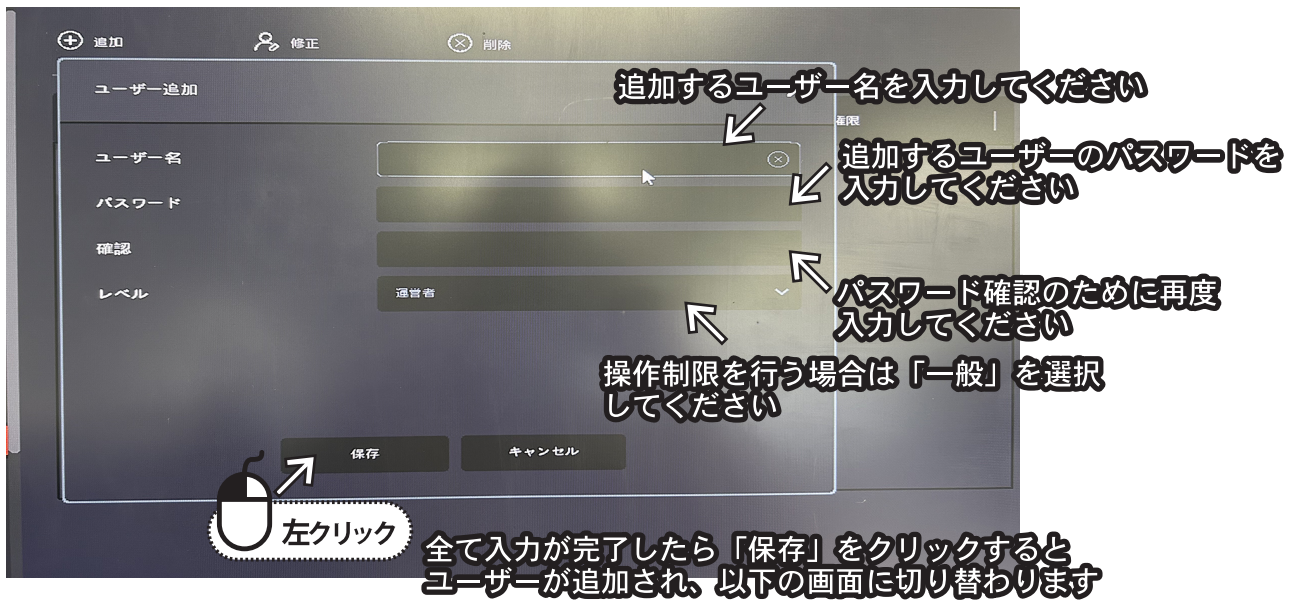 追加
修正
削除
ユーザー追加
追加するユーザー名を入力してください
権限
ユーザー名
追加するユーザーのパスワードを
入力してください
パスワード
確認
パスワード確認のために再度
入力してください
レベル
運営者
操作制限を行う場合は「一般」を選択
してください
保存
キャンセル
左クリック
全て入力が完了したら「保存」をクリックすると
ユーザーが追加され、以下の画面に切り替わります